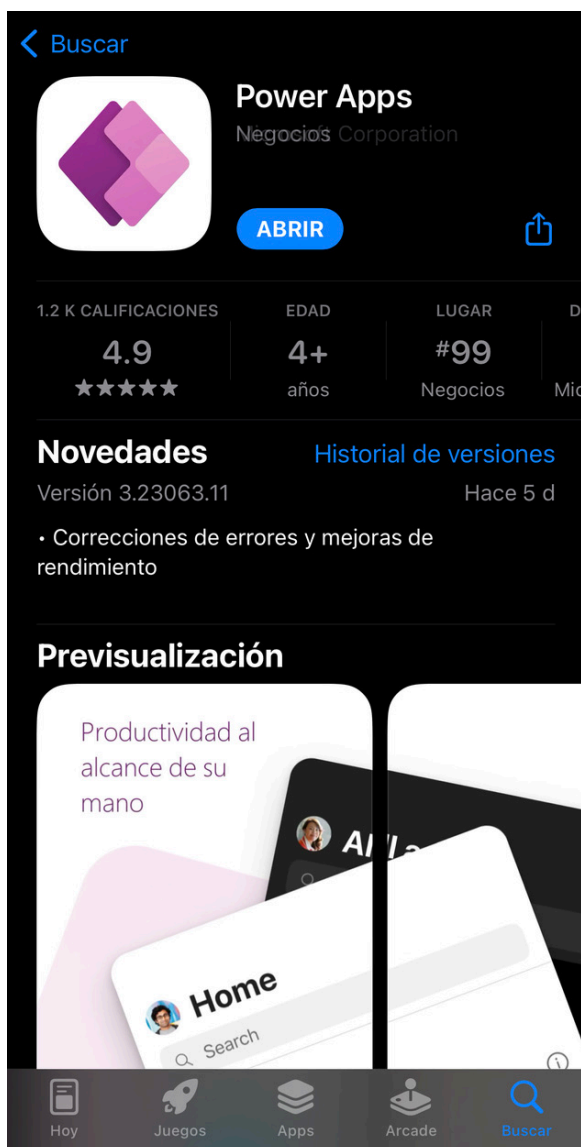 Buscar
Power Apps
Negocios
Corporation
ABRIR
1.2 K CALIFICACIONES
4.9
EDAD
4+
años
LUGAR
#99
Negocios
Novedades
Historial de versiones
Versión 3.23063.11
Hace 5 d
• Correcciones de errores y mejoras de
rendimiento
Previsualización
Productividad al
alcance de su
mano
Home
Search
Hoy
Juegos
Apps
Arcade
Buscar